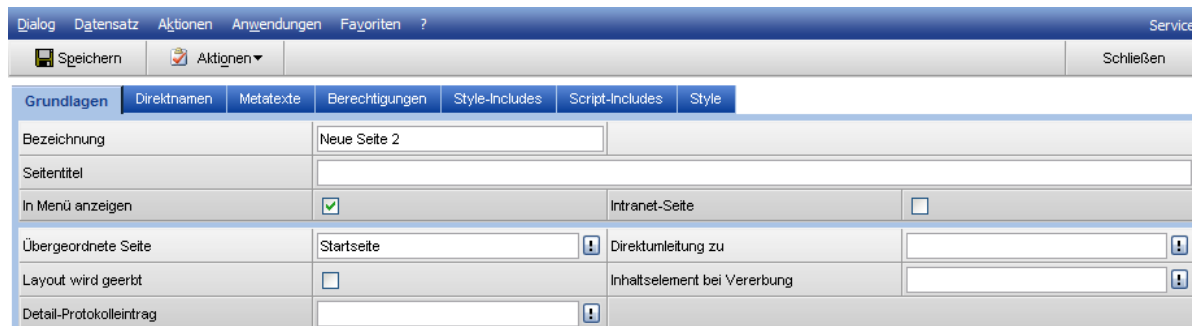 Dialog Datensatz Aktionen Anwendungen Favoriten ? Service
Speichern Aktionen Schließen
Grundlagen Direktnamen Metatexte Berechtigungen Style-Includes Script-Includes Style
Bezeichnung Neue Seite 2
Seitentitel
In Menü anzeigen Intranet-Seite
Übergeordnete Seite Startseite ! Direktumleitung zu !
Layout wird geerbt Inhaltselement bei Vererbung !
Detail-Protokolleintrag !